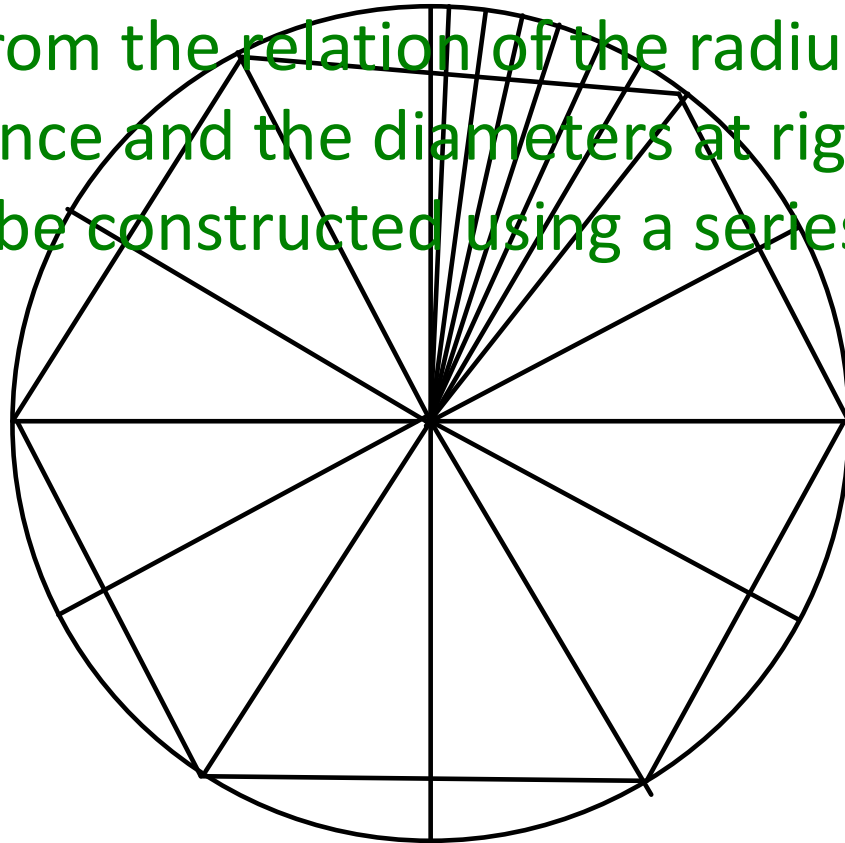 rom the relation of the radiu
nce and the diameters at rig
be constructed using a series